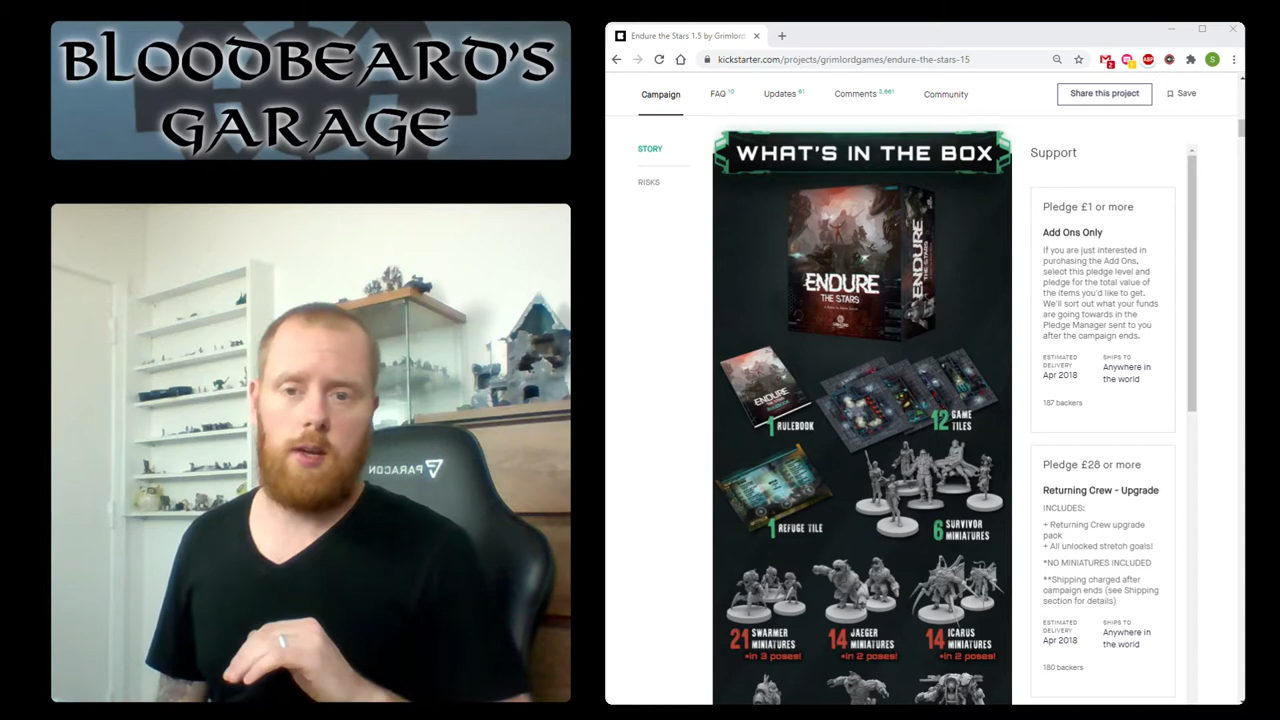 BLOODBEARD'S
GARAGE
PARACON
Endure the Stars 1.5 by Grimlord
kickstarter.com/projects/grimlordgames/endure-the-stars-15
Campaign
FAQ 10
Updates 61
Comments 3,661
Community
Share this project
Save
STORY
RISKS
WHAT'S IN THE BOX
ENDURE
THE STARS
ENDURE
THE STARS
ENDURE
1 RULEBOOK
12 GAME
TILES
1 REFUGE TILE
6 SURVIVOR
MINIATURES
21 SWARMER
MINIATURES
•in 3 poses!
14 JAEGER
MINIATURES
•in 2 poses!
14 ICARUS
MINIATURES
•in 2 poses!
Support
Pledge £1 or more
Add Ons Only
If you are just interested in
purchasing the Add Ons,
select this pledge level and
pledge for the total value of
the items you'd like to get.
We'll sort out what your funds
are going towards in the
Pledge Manager sent to you
after the campaign ends.
ESTIMATED
DELIVERY
Apr 2018
SHIPS TO
Anywhere in
the world
187 backers
Pledge £28 or more
Returning Crew - Upgrade
INCLUDES:
+ Returning Crew upgrade
pack
+ All unlocked stretch goals!
*NO MINIATURES INCLUDED
**Shipping charged after
campaign ends (see Shipping
section for details)
ESTIMATED
DELIVERY
Apr 2018
SHIPS TO
Anywhere in
the world
180 backers